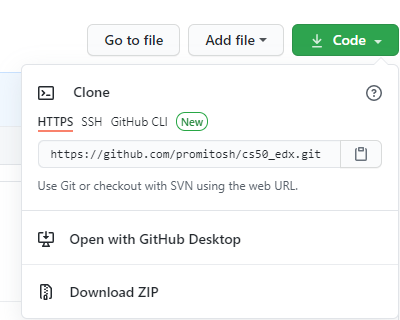 Go to file Add file Code
Clone
HTTPS SSH GitHub CLI New
https://github.com/promitosh/cs50_edx.git
Use Git or checkout with SVN using the web URL.
Open with GitHub Desktop
Download ZIP